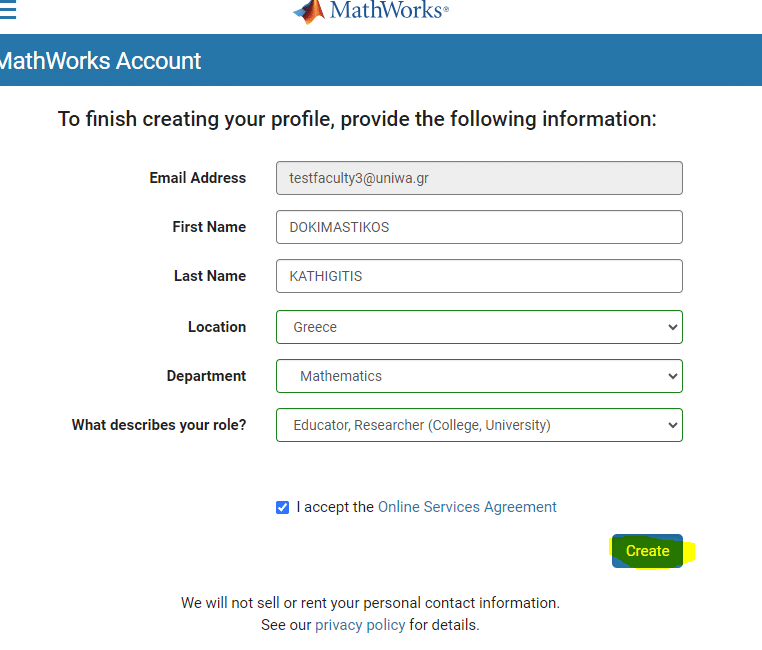 MathWorks®
MathWorks Account
To finish creating your profile, provide the following information:
Email Address testfaculty3@uniwa.gr
First Name DOKIMASTIKOS
Last Name KATHIGITIS
Location Greece
Department Mathematics
What describes your role? Educator, Researcher (College, University)
I accept the Online Services Agreement
Create
We will not sell or rent your personal contact information.
See our privacy policy for details.